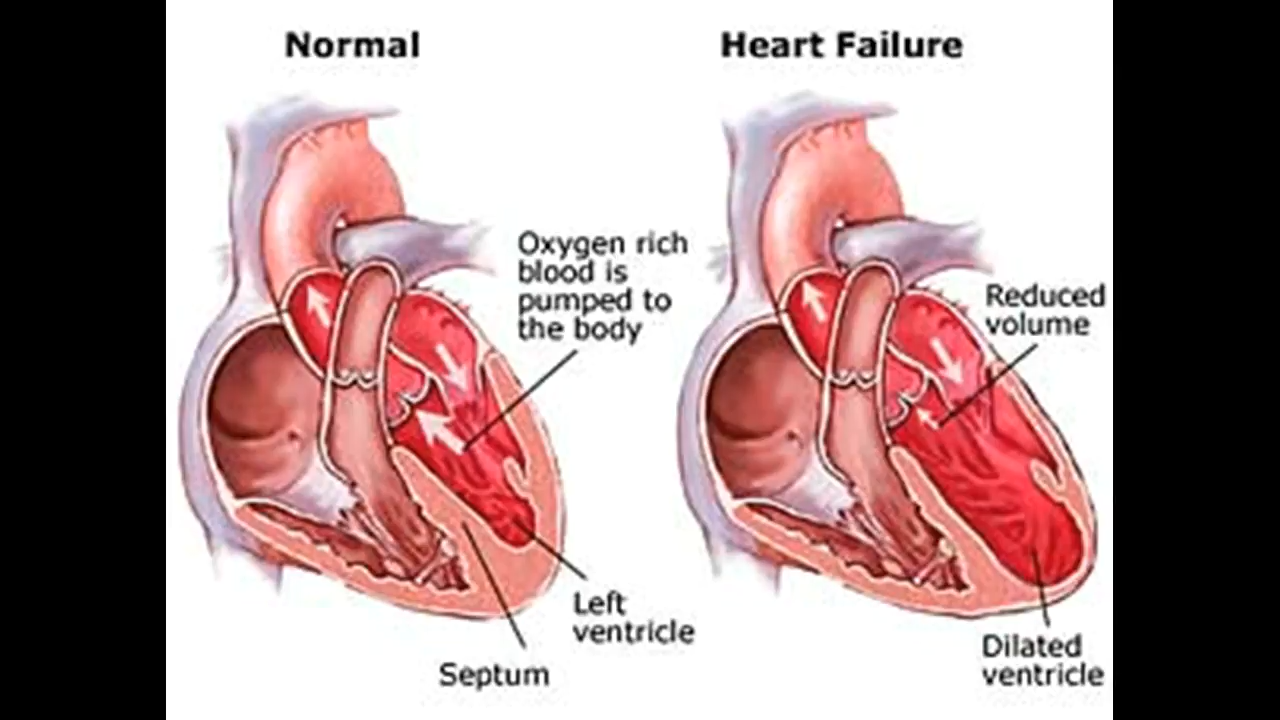 Normal
Heart Failure
Oxygen rich
blood is
pumped to
the body
Reduced
volume
Left
ventricle
Septum
Dilated
ventricle